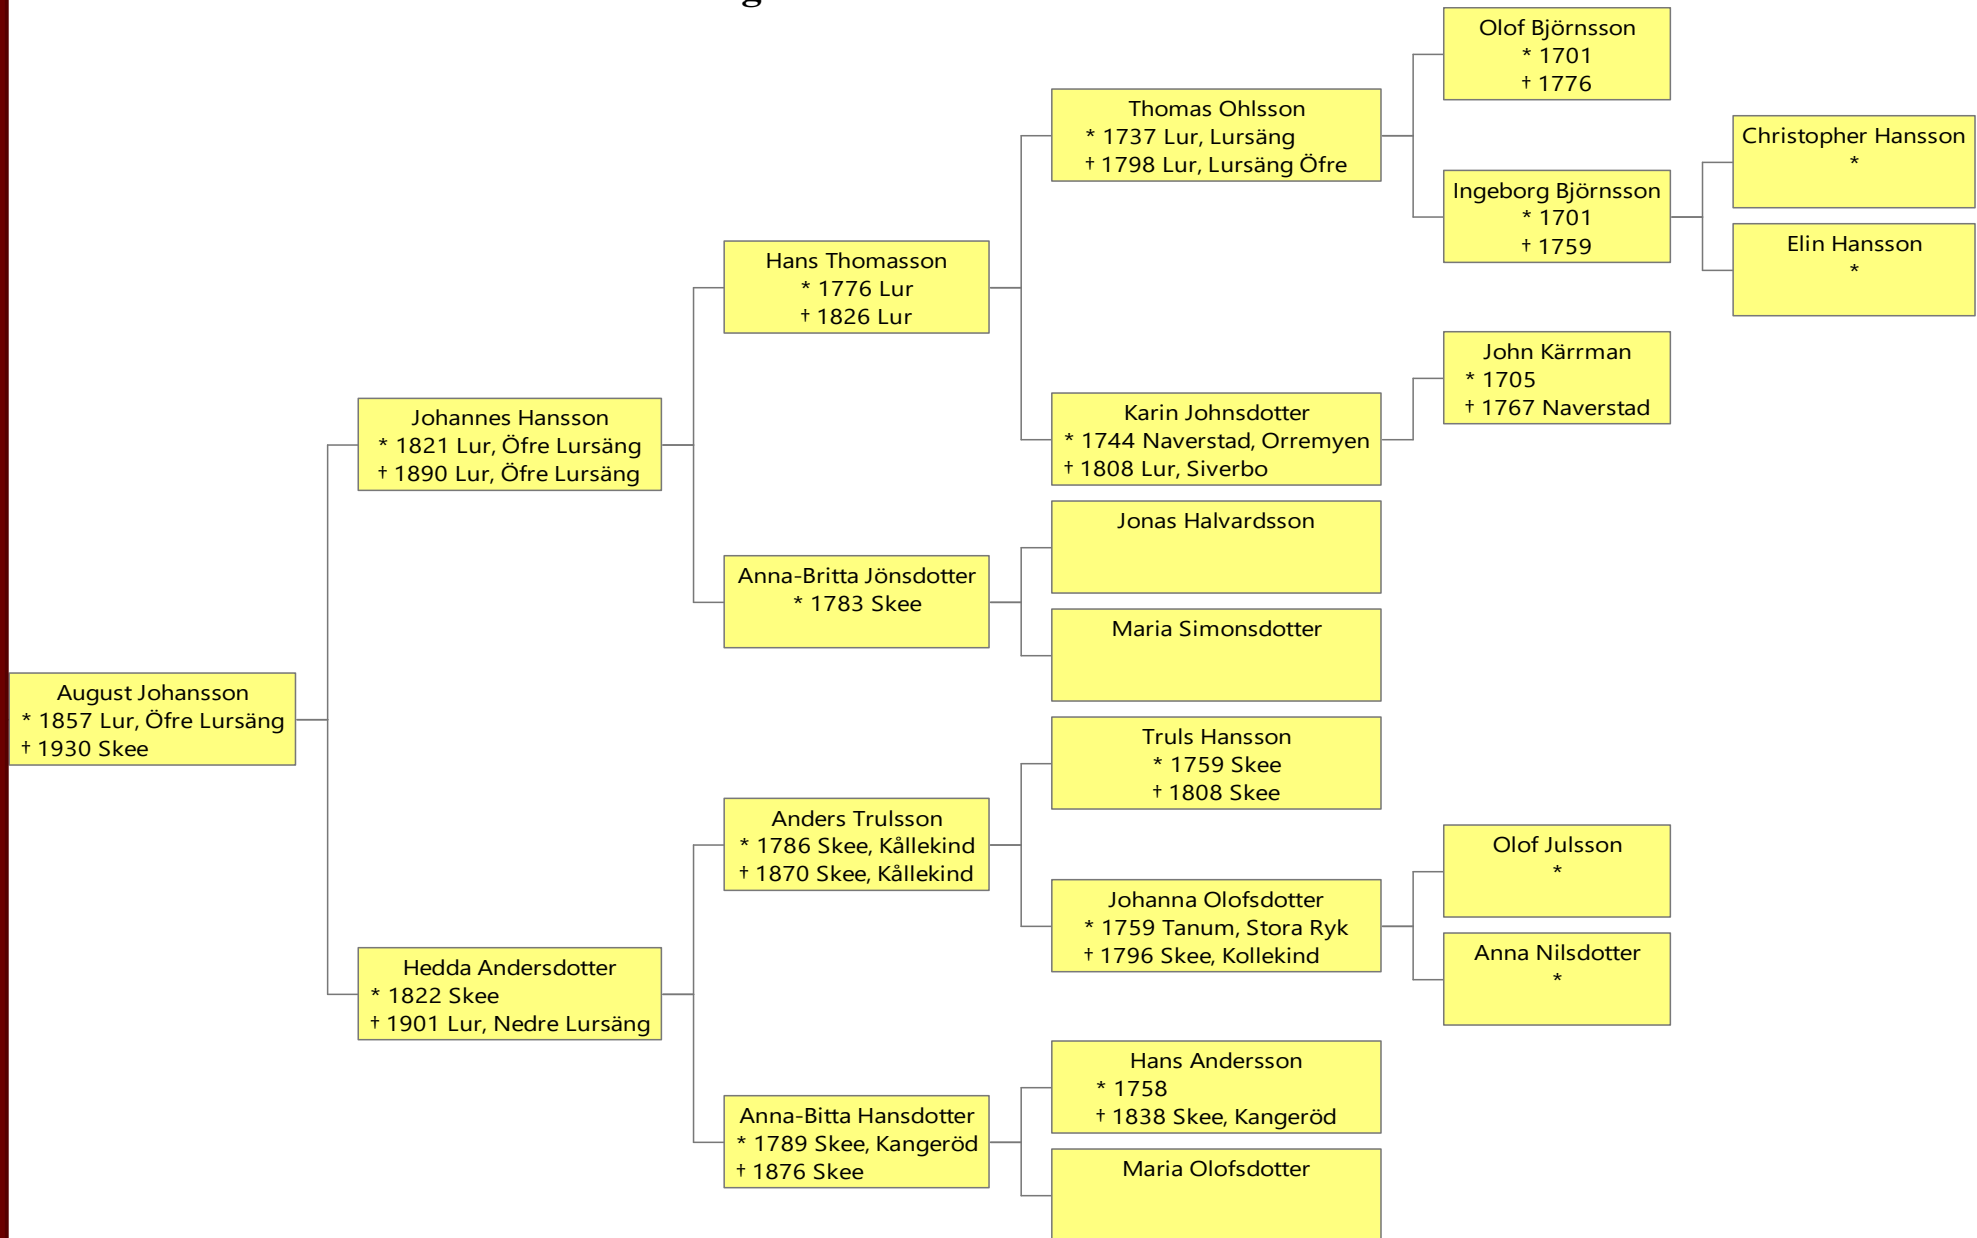 g
Olof Björnsson
* 1701
† 1776
Thomas Ohlsson
* 1737 Lur, Lursäng
† 1798 Lur, Lursäng Öfre
Christopher Hansson
*
Ingeborg Björnsson
* 1701
† 1759
Elin Hansson
*
Hans Thomasson
* 1776 Lur
† 1826 Lur
John Kärrman
* 1705
† 1767 Naverstad
Johannes Hansson
* 1821 Lur, Öfre Lursäng
† 1890 Lur, Öfre Lursäng
Karin Johnsdotter
* 1744 Naverstad, Orremyen
† 1808 Lur, Siverbo
Jonas Halvardsson
Anna-Britta Jönsdotter
* 1783 Skee
Maria Simonsdotter
August Johansson
* 1857 Lur, Öfre Lursäng
† 1930 Skee
Truls Hansson
* 1759 Skee
† 1808 Skee
Anders Trulsson
* 1786 Skee, Kållekind
† 1870 Skee, Kållekind
Olof Julsson
*
Johanna Olofsdotter
* 1759 Tanum, Stora Ryk
† 1796 Skee, Kollekind
Anna Nilsdotter
*
Hedda Andersdotter
* 1822 Skee
† 1901 Lur, Nedre Lursäng
Hans Andersson
* 1758
† 1838 Skee, Kangeröd
Anna-Bitta Hansdotter
* 1789 Skee, Kangeröd
† 1876 Skee
Maria Olofsdotter